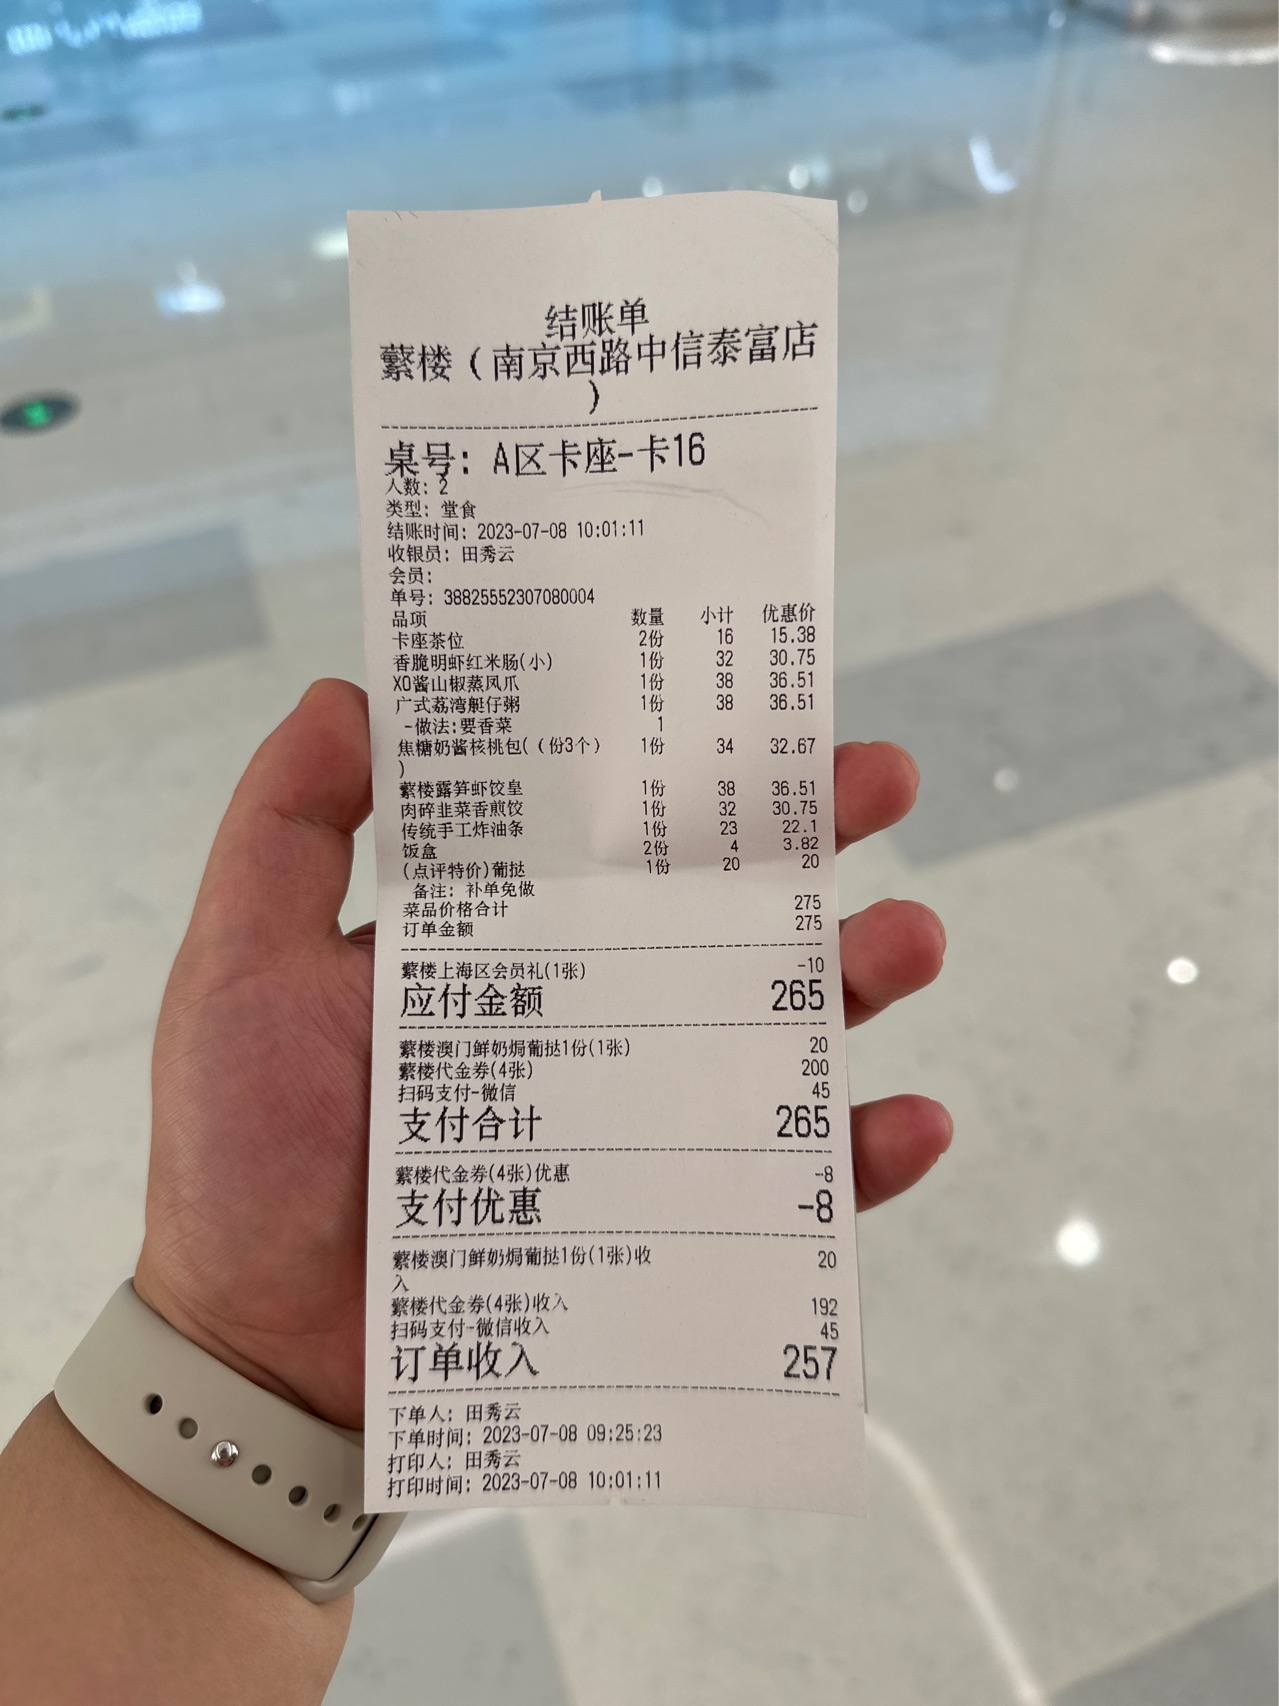 结账单
蘩楼（南京西路中信泰富店
）
桌号：A区卡座-卡16
人数：2
类型：堂食
结账时间：2023-07-08 10:01:11
收银员：田秀云
会员：
单号：38825552307080004
品项 数量 小计 优惠价
卡座茶位 2份 16 15.38
香脆明虾红米肠(小) 1份 32 30.75
XO酱山椒蒸凤爪 1份 38 36.51
广式荔湾艇仔粥 1份 38 36.51
-做法:要香菜 1
焦糖奶酱核桃包(（份3个）
) 1份 34 32.67
蘩楼露笋虾饺皇 1份 38 36.51
肉碎韭菜香煎饺 1份 32 30.75
传统手工炸油条 1份 23 22.1
饭盒 2份 4 3.82
(点评特价)葡挞 1份 20 20
备注：补单免做
菜品价格合计 275
订单金额 275
蘩楼上海区会员礼(1张) -10
应付金额 265
蘩楼澳门鲜奶焗葡挞1份(1张) 20
蘩楼代金券(4张) 200
扫码支付-微信 45
支付合计 265
蘩楼代金券(4张)优惠 -8
支付优惠 -8
蘩楼澳门鲜奶焗葡挞1份(1张)收 20
入
蘩楼代金券(4张)收入 192
扫码支付-微信收入 45
订单收入 257
下单人：田秀云
下单时间：2023-07-08 09:25:23
打印人：田秀云
打印时间：2023-07-08 10:01:11